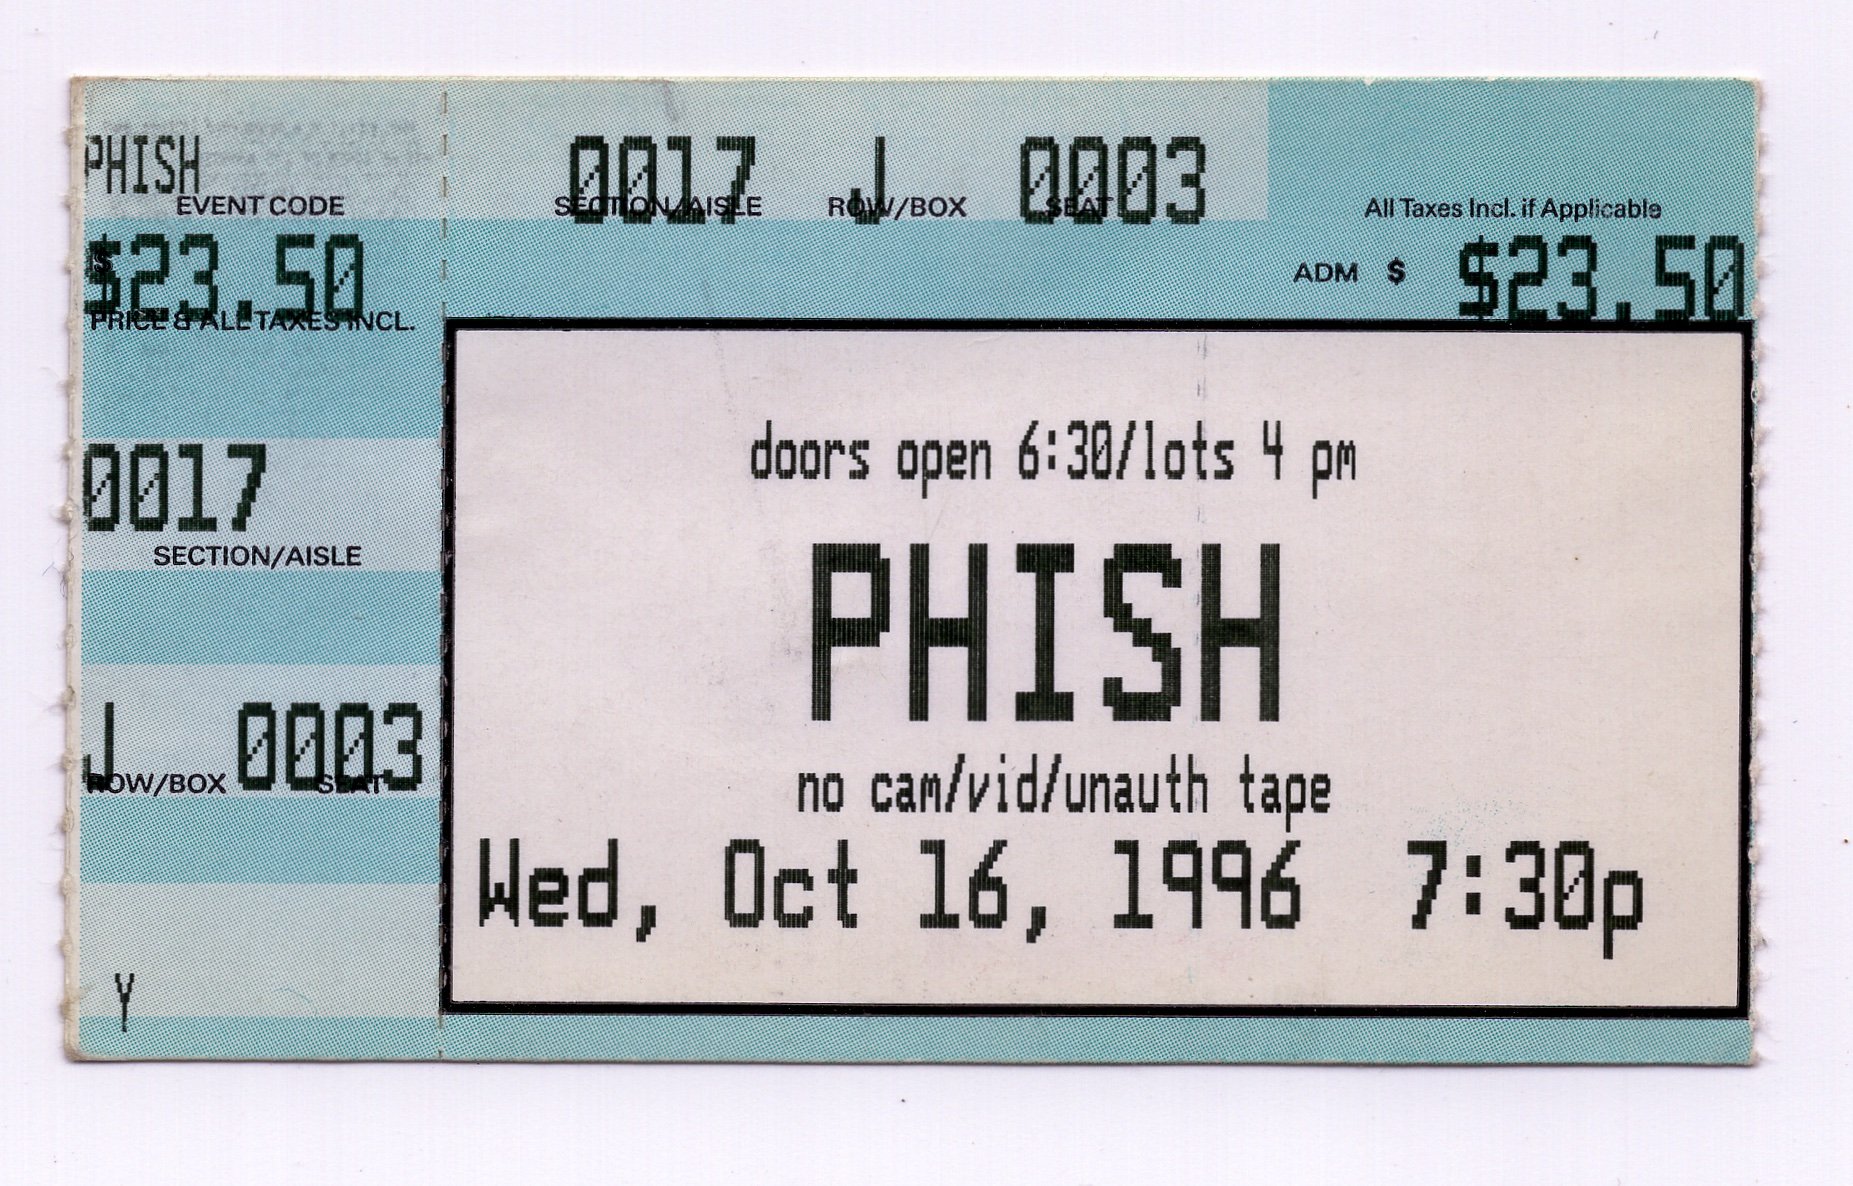 PHISH
EVENT CODE
$ $23.50
PRICE & ALL TAXES INCL.
0017
SECTION/AISLE
J 0003
ROW/BOX SEAT
Y
0017 J 0003
SECTION/AISLE ROW/BOX SEAT
All Taxes Incl. if Applicable
ADM $ $23.50
doors open 6:30/lots 4 pm
PHISH
no cam/vid/unauth tape
Wed, Oct 16, 1996 7:30p